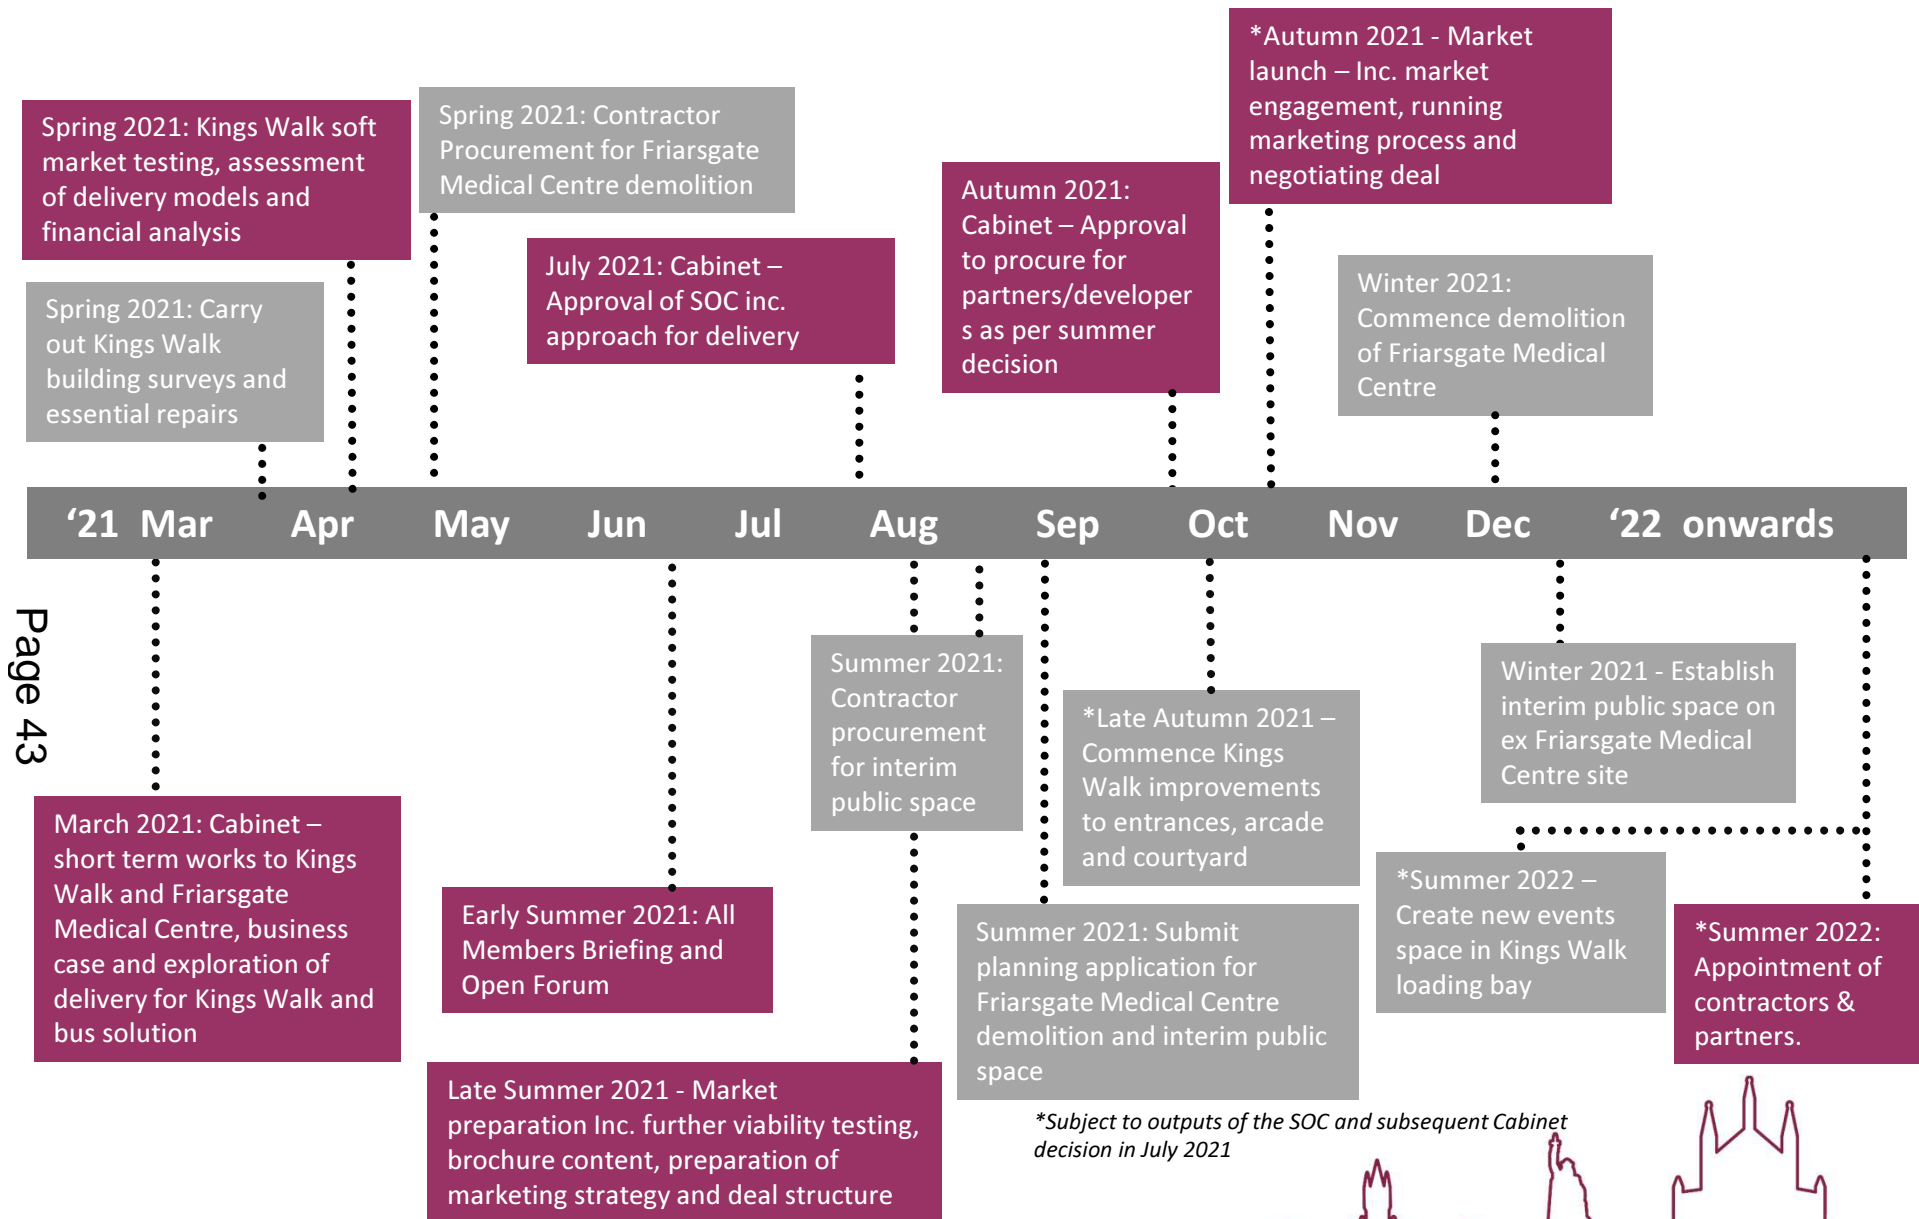 *Autumn 2021 - Market
launch – Inc. market
engagement, running
marketing process and
negotiating deal
Spring 2021: Kings Walk soft
market testing, assessment
of delivery models and
financial analysis
Spring 2021: Contractor
Procurement for Friarsgate
Medical Centre demolition
Autumn 2021:
Cabinet – Approval
to procure for
partners/developer
s as per summer
decision
July 2021: Cabinet –
Approval of SOC inc.
approach for delivery
Winter 2021:
Commence demolition
of Friarsgate Medical
Centre
Spring 2021: Carry
out Kings Walk
building surveys and
essential repairs
‘21 Mar Apr May Jun Jul Aug Sep Oct Nov Dec ‘22 onwards
Page 43
March 2021: Cabinet –
short term works to Kings
Walk and Friarsgate
Medical Centre, business
case and exploration of
delivery for Kings Walk and
bus solution
Early Summer 2021: All
Members Briefing and
Open Forum
Late Summer 2021 - Market
preparation Inc. further viability testing,
brochure content, preparation of
marketing strategy and deal structure
Summer 2021:
Contractor
procurement
for interim
public space
Summer 2021: Submit
planning application for
Friarsgate Medical Centre
demolition and interim public
space
*Late Autumn 2021 –
Commence Kings
Walk improvements
to entrances, arcade
and courtyard
Winter 2021 - Establish
interim public space on
ex Friarsgate Medical
Centre site
*Summer 2022 –
Create new events
space in Kings Walk
loading bay
*Summer 2022:
Appointment of
contractors &
partners.
*Subject to outputs of the SOC and subsequent Cabinet
decision in July 2021